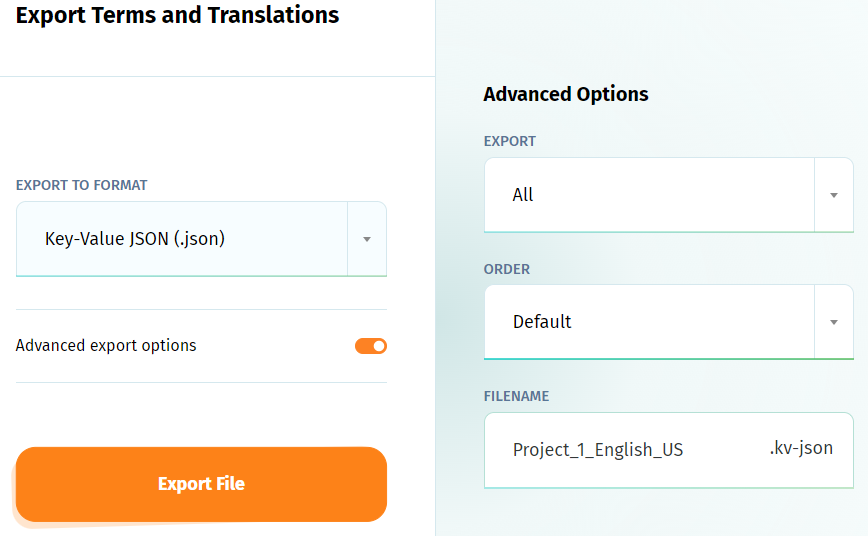 Export Terms and Translations
EXPORT TO FORMAT
Key-Value JSON (.json)
Advanced export options
Export File
Advanced Options
EXPORT
All
ORDER
Default
FILENAME
Project_1_English_US .kv-json